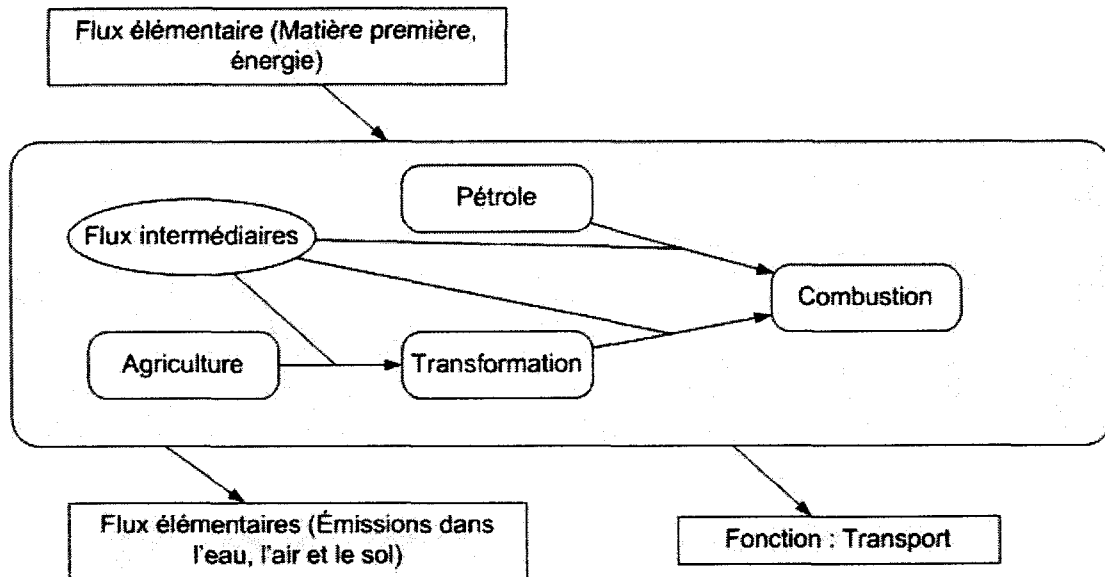 Flux élémentaire (Matière première,
énergie)
Pétrole
Flux intermédiaires
Combustion
Agriculture
Transformation
Flux élémentaires (Émissions dans
l'eau, l'air et le sol)
Fonction : Transport